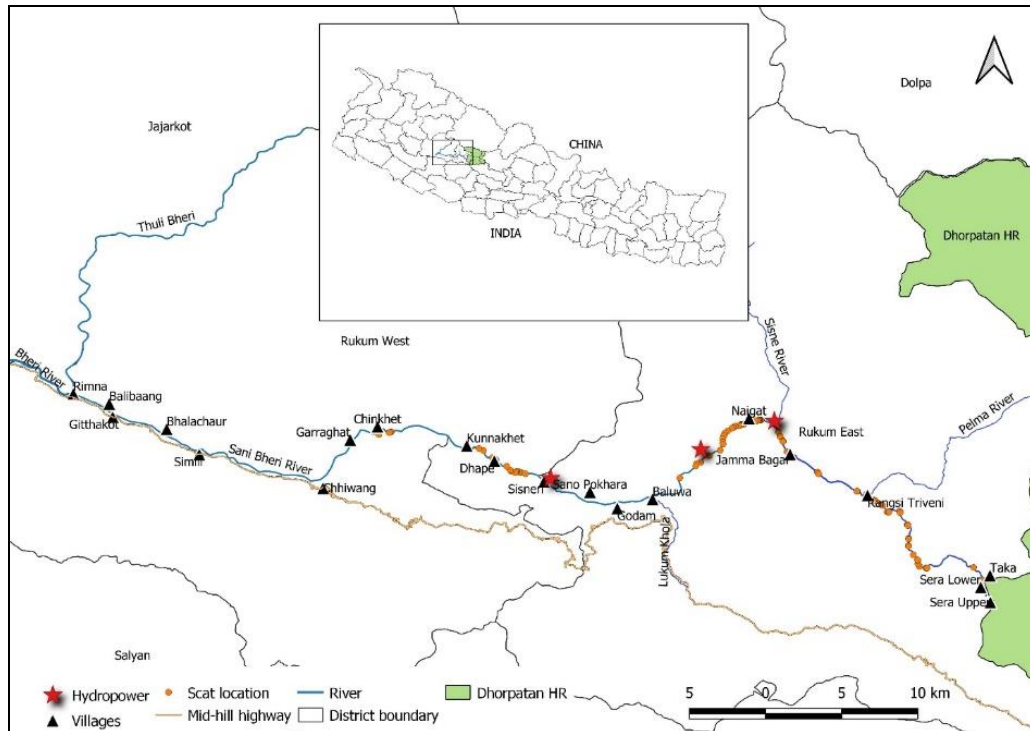 Dolpa
Jajarkot
CHINA
Thuli Bheri
INDIA
Dhorpatan HR
Rukum West
Sisne River
Bheri River
Rimna
Balibaang
Gitthakot
Bhalachaur
Simli
Sani Bheri River
Chhiwang
Garraghat
Chinkhet
Kunnakhet
Dhape
Sisneri
Sano Pokhara
Godam
Baluwa
Lukum Khola
Naigat
Rukum East
Jamma Bagar
Pelma River
Rangsi Triveni
Taka
Sera Lower
Sera Upper
Salyan
Hydropower
Scat location
River
Dhorpatan HR
Villages
Mid-hill highway
District boundary
5 0 5 10 km